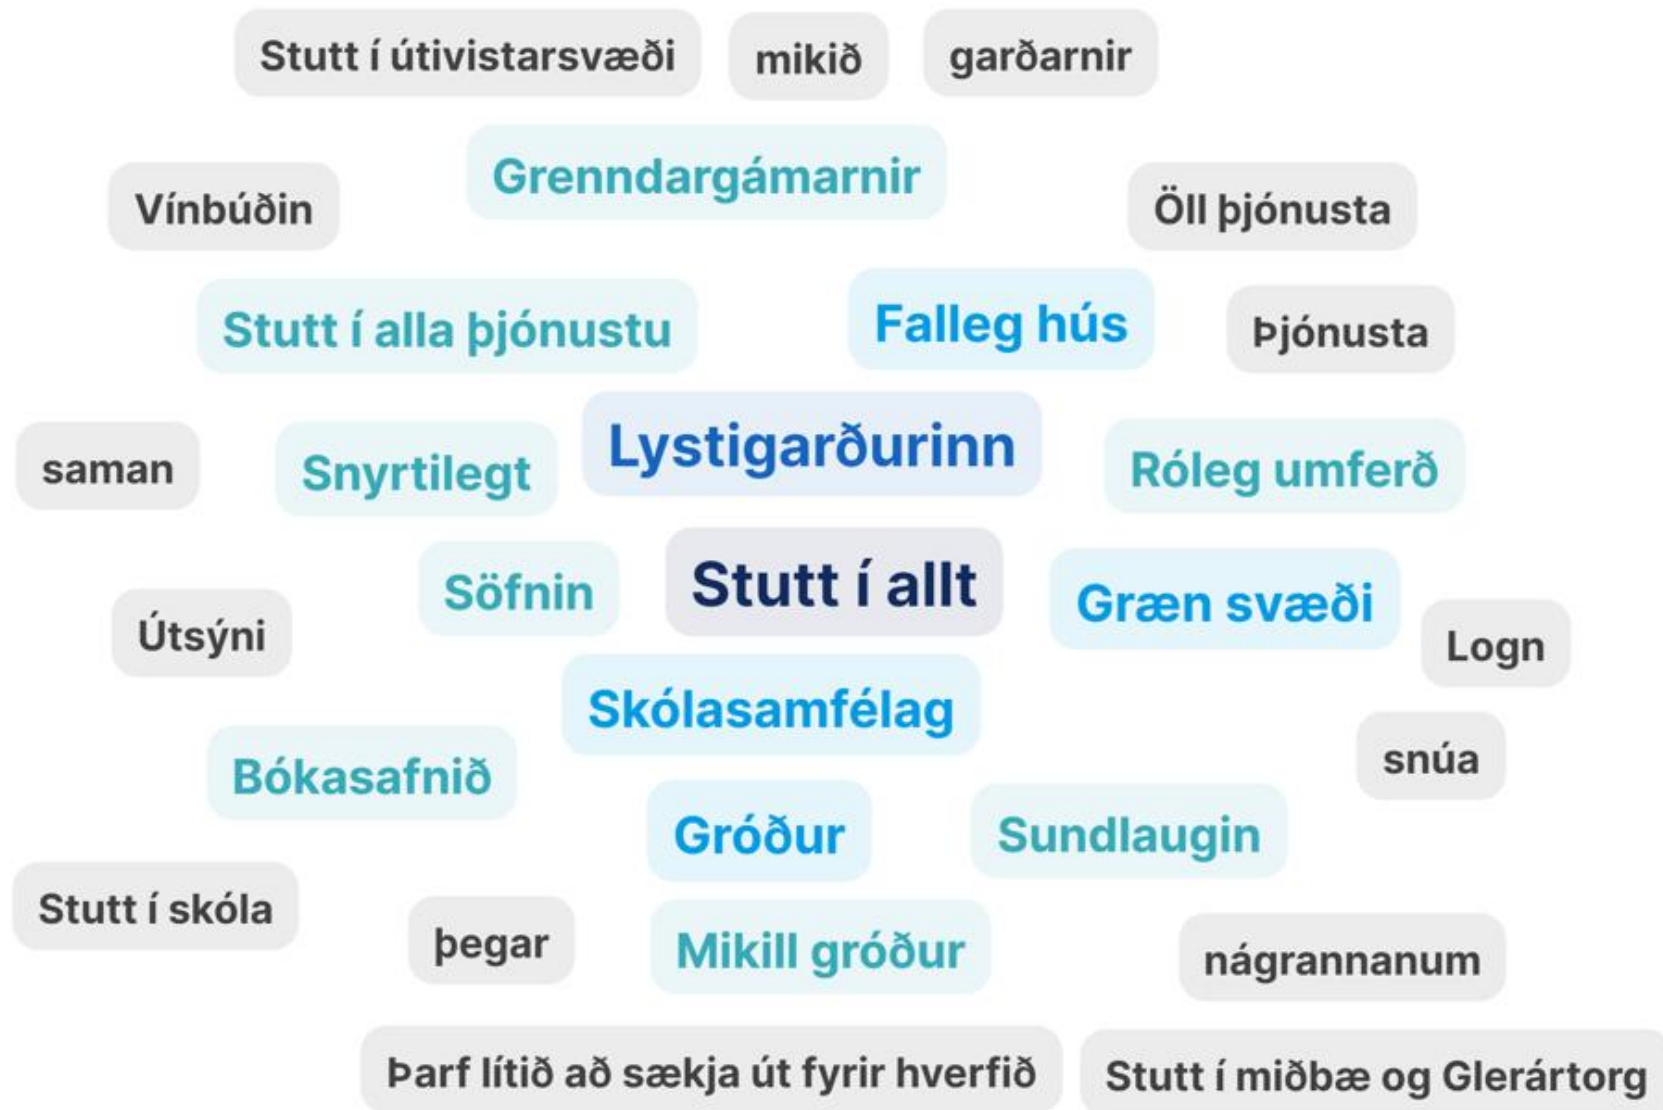 Stutt í útivistarsvæði
mikið
garðarnir
Grenndargámarnir
Vínbúðin
Öll þjónusta
Stutt í alla þjónustu
Falleg hús
Þjónusta
saman
Snyrtilegt
Lystigarðurinn
Róleg umferð
Söfnin
Stutt í allt
Græn svæði
Útsýni
Logn
Skólasamfélag
snúa
Bókasafnið
Gróður
Sundlaugin
Stutt í skóla
þegar
Mikill gróður
nágrannanum
Þarf lítið að sækja út fyrir hverfið
Stutt í miðbæ og Glerártorg